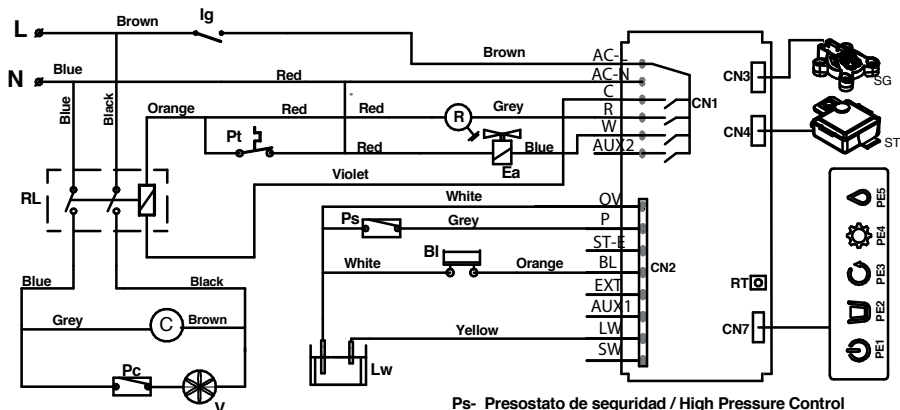 L
Brown
Ig
Brown
AC-L
N
Blue
Red
AC-N
CN3
SG
Blue
Black
C
CN1
Orange
Red
Red
R
Grey
R
CN4
ST
Pt
W
Red
Ea
Blue
AUX2
Violet
RL
White
OV
Ps
Grey
P
ST-E
Bl
White
Orange
BL
CN2
EXT
RT
AUX1
Blue
Black
Grey
C
Brown
Yellow
LW
CN7
Lw
SW
Pc
V
PE5
PE4
PE3
PE2
PE1
Ps- Presostato de seguridad / High Pressure Control